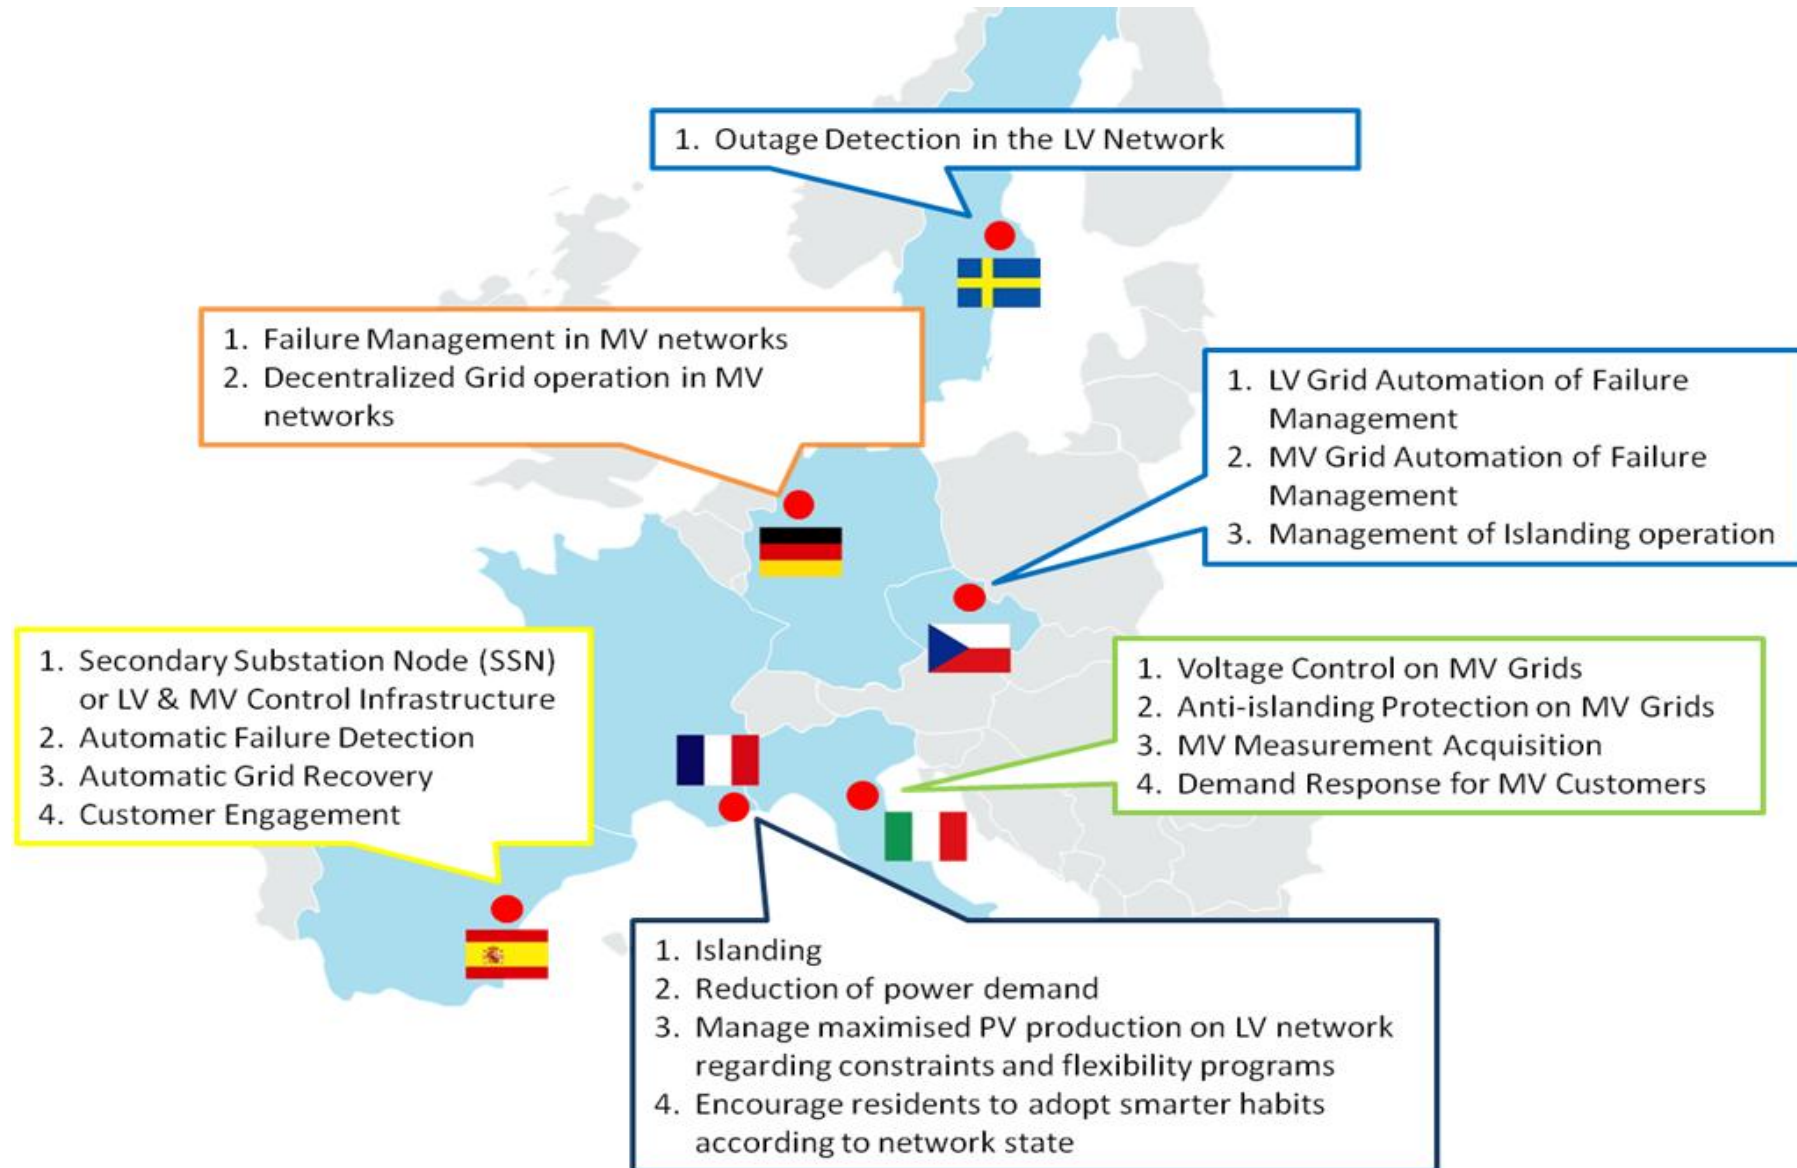 1. Outage Detection in the LV Network
1. Failure Management in MV networks
2. Decentralized Grid operation in MV
networks
1. LV Grid Automation of Failure
Management
2. MV Grid Automation of Failure
Management
3. Management of Islanding operation
1. Secondary Substation Node (SSN)
or LV & MV Control Infrastructure
2. Automatic Failure Detection
3. Automatic Grid Recovery
4. Customer Engagement
1. Voltage Control on MV Grids
2. Anti-islanding Protection on MV Grids
3. MV Measurement Acquisition
4. Demand Response for MV Customers
1. Islanding
2. Reduction of power demand
3. Manage maximised PV production on LV network
regarding constraints and flexibility programs
4. Encourage residents to adopt smarter habits
according to network state